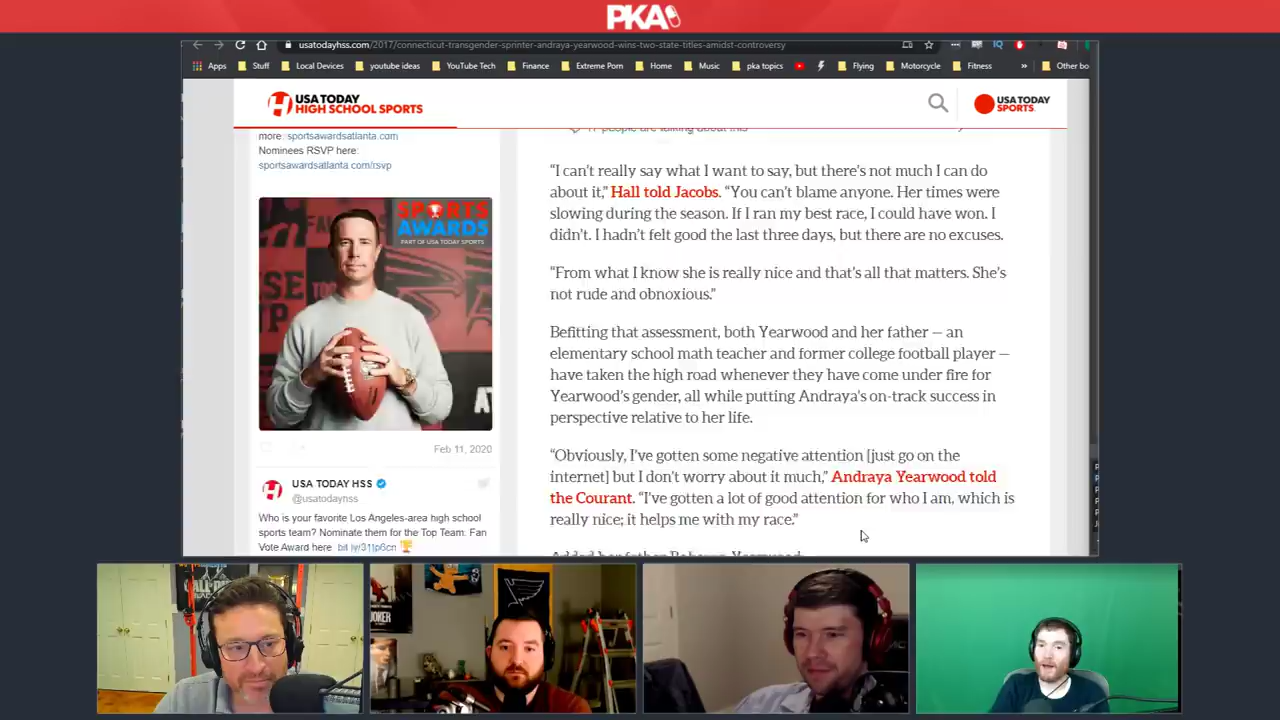 PKA
usatodayhss.com/2017/connecticut-transgender-sprinter-andraya-yearwood-wins-two-state-titles-amidst-controversy
Apps Stuff Local Devices youtube ideas YouTube Tech Finance Extreme Porn Home Music pka topics Flying Motorcycle Fitness » Other bo
USA TODAY
HIGH SCHOOL SPORTS
USA TODAY
SPORTS
more: sportsawardsatlanta.com
Nominees RSVP here:
sportsawardsatlanta.com/rsvp
SPORTS
AWARDS
PART OF USA TODAY SPORTS
Feb 11, 2020
USA TODAY HSS
@usatodayhss
Who is your favorite Los Angeles-area high school
sports team? Nominate them for the Top Team. Fan
Vote Award here.
people are talking about this
“I can’t really say what I want to say, but there’s not much I can do
about it,” Hall told Jacobs. “You can’t blame anyone. Her times were
slowing during the season. If I ran my best race, I could have won. I
didn’t. I hadn’t felt good the last three days, but there are no excuses.
“From what I know she is really nice and that’s all that matters. She’s
not rude and obnoxious.”
Befitting that assessment, both Yearwood and her father — an
elementary school math teacher and former college football player —
have taken the high road whenever they have come under fire for
Yearwood’s gender, all while putting Andraya’s on-track success in
perspective relative to her life.
“Obviously, I’ve gotten some negative attention [just go on the
internet] but I don’t worry about it much,” Andraya Yearwood told
the Courant. “I’ve gotten a lot of good attention for who I am, which is
really nice; it helps me with my race.”
Added her father
JOKER